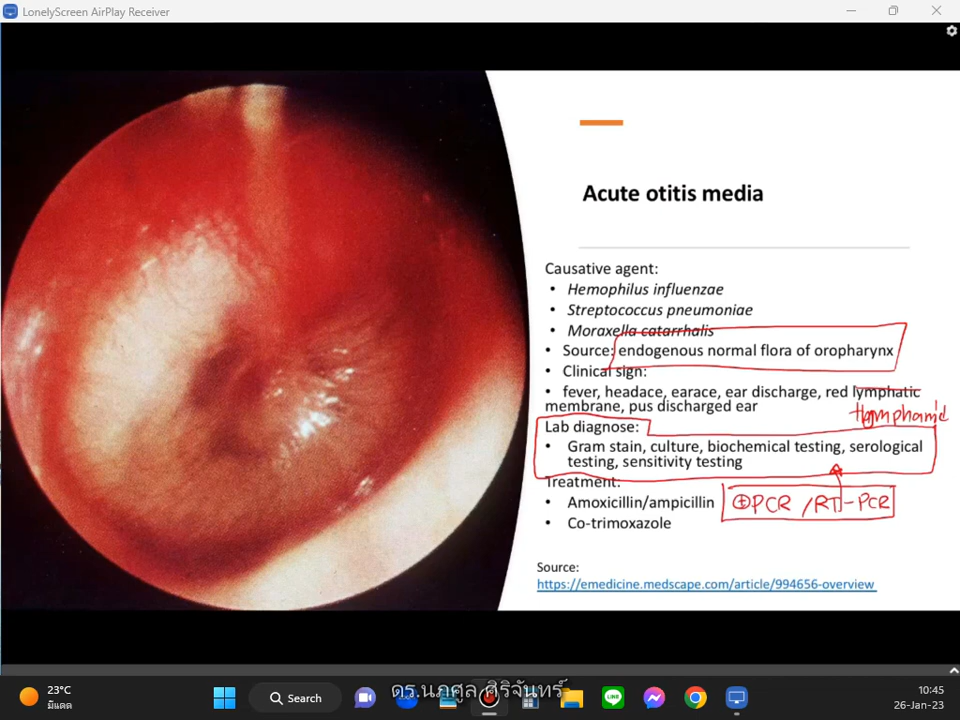 LonelyScreen AirPlay Receiver
Acute otitis media
Causative agent:
• Hemophilus influenzae
• Streptococcus pneumoniae
• Moraxella catarrhalis
• Source: endogenous normal flora of oropharynx
• Clinical sign:
• fever, headace, earace, ear discharge, red lymphatic
membrane, pus discharged ear
Lab diagnose:
• Gram stain, culture, biochemical testing, serological
testing, sensitivity testing
Treatment:
• Amoxicillin/ampicillin
⊕PCR /RT-PCR
• Co-trimoxazole
Source:
https://emedicine.medscape.com/article/994656-overview
23°C
มีแดด
Search
ดร.นภศูล ศิริจันทร์
LINE
10:45
26-Jan-23